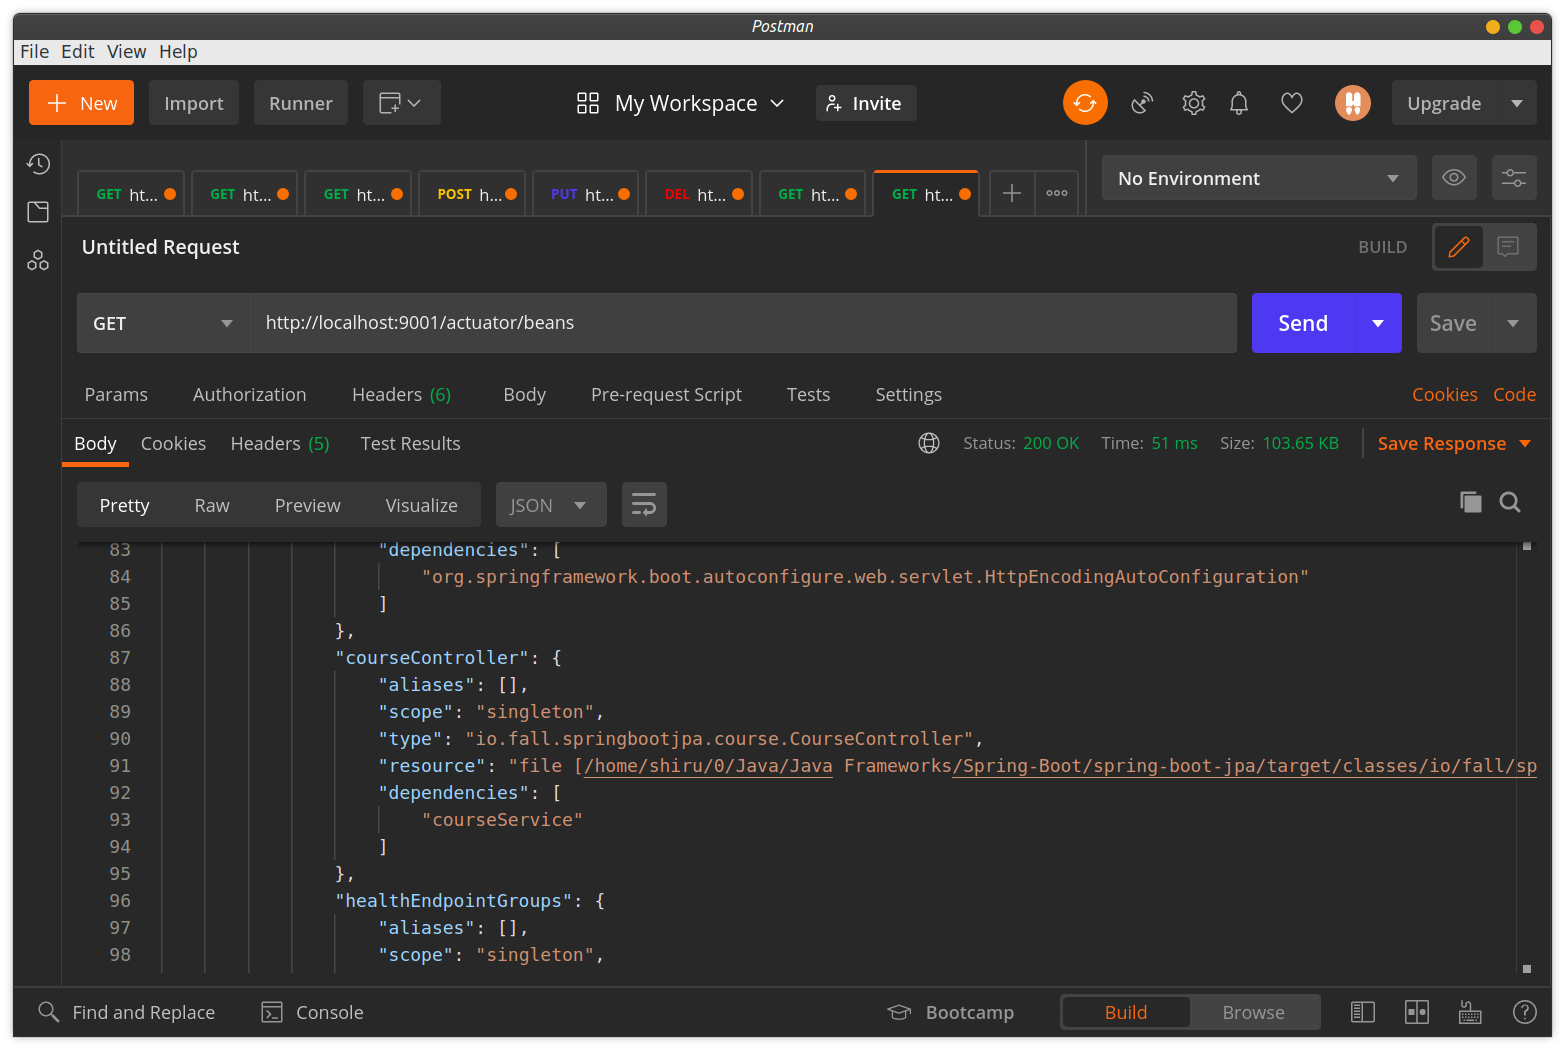 Postman
File Edit View Help
New Import Runner My Workspace Invite Upgrade
GET ht... GET ht... GET ht... POST h... PUT ht... DEL ht... GET ht... GET ht... No Environment
Untitled Request BUILD
GET http://localhost:9001/actuator/beans Send Save
Params Authorization Headers (6) Body Pre-request Script Tests Settings Cookies Code
Body Cookies Headers (5) Test Results Status: 200 OK Time: 51 ms Size: 103.65 KB Save Response
Pretty Raw Preview Visualize JSON
83 "dependencies": [
84 "org.springframework.boot.autoconfigure.web.servlet.HttpEncodingAutoConfiguration"
85 ]
86 },
87 "courseController": {
88 "aliases": [],
89 "scope": "singleton",
90 "type": "io.fall.springbootjpa.course.CourseController",
91 "resource": "file [/home/shiru/0/Java/Java Frameworks/Spring-Boot/spring-boot-jpa/target/classes/io/fall/sp
92 "dependencies": [
93 "courseService"
94 ]
95 },
96 "healthEndpointGroups": {
97 "aliases": [],
98 "scope": "singleton",
Find and Replace Console Bootcamp Build Browse